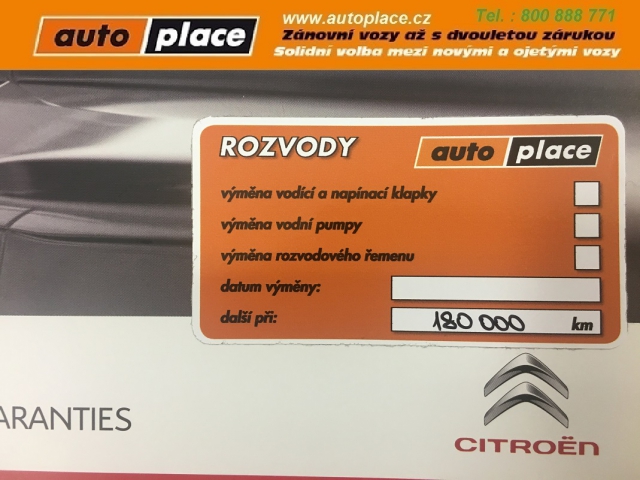 auto place
www.autoplace.cz
Tel. : 800 888 771
Zánovní vozy až s dvouletou zárukou
Solidní volba mezi novými a ojetými vozy
ROZVODY
auto place
výměna vodící a napínací klapky
výměna vodní pumpy
výměna rozvodového řemenu
datum výměny:
další při: 180 000 km
ARANTIES
CITROËN